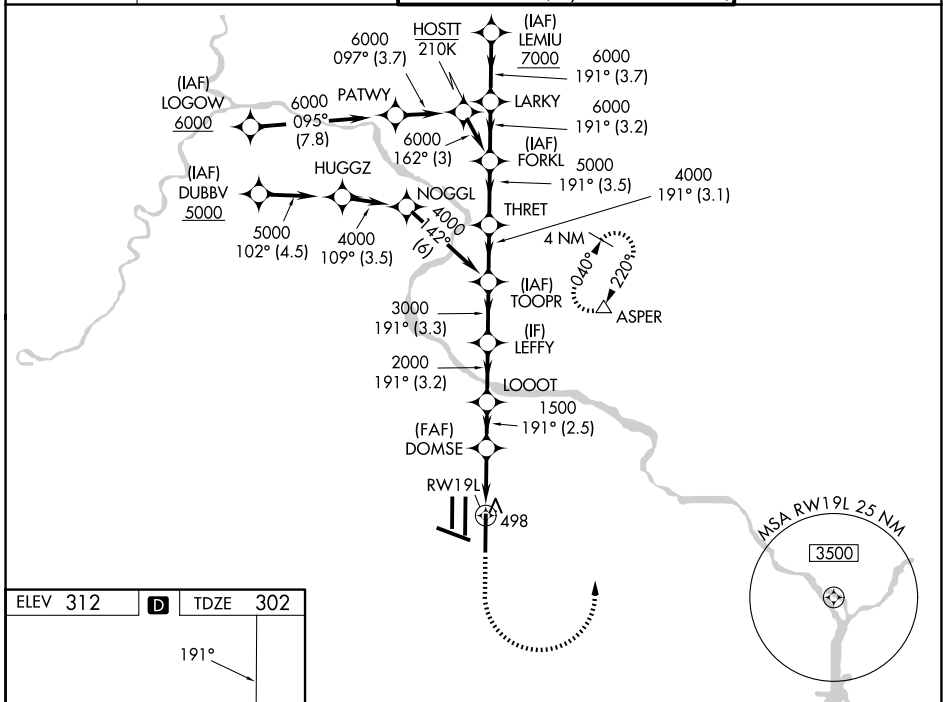 HOSTT
210K
(IAF)
LEMIU
7000
6000
097° (3.7)
6000
191° (3.7)
(IAF)
LOGOW
6000
6000
095°
(7.8)
PATWY
LARKY
6000
191° (3.2)
6000
162° (3)
(IAF)
FORKL
(IAF)
DUBBV
5000
HUGGZ
NOGGL
5000
191° (3.5)
4000
191° (3.1)
THRET
5000
102° (4.5)
4000
109° (3.5)
4000
142°
(6)
4 NM
040°
220°
ASPER
(IAF)
TOOPR
3000
191° (3.3)
(IF)
LEFFY
2000
191° (3.2)
LOOOT
1500
191° (2.5)
(FAF)
DOMSE
RW19L
498
MSA RW19L 25 NM
3500
ELEV 312 D TDZE 302
191°